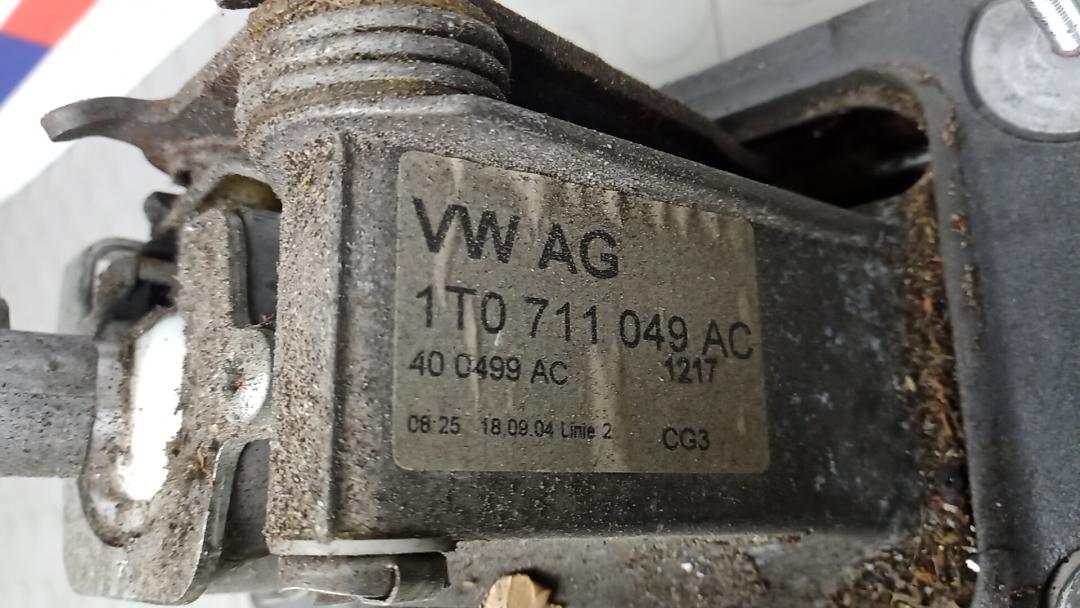 VW AG
1T0 711 049 AC
40 0499 AC 1217
08:25 18.09.04 Linie 2 CG3